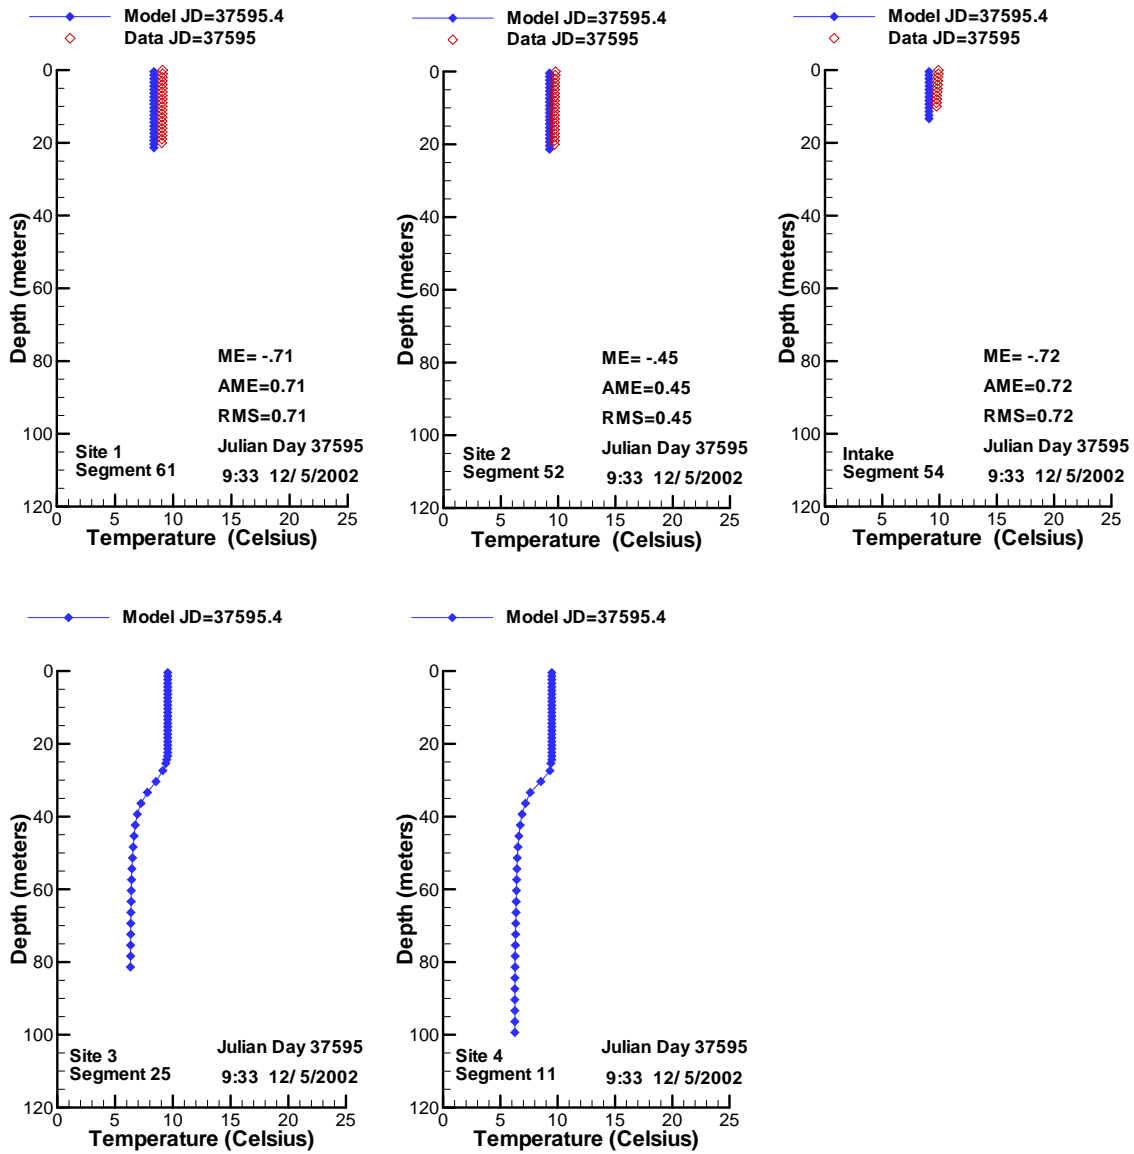 Model JD=37595.4
Data JD=37595
0
20
40
60
80
100
120
Depth (meters)
ME= -.71
AME=0.71
RMS=0.71
Julian Day 37595
9:33 12/ 5/2002
Site 1
Segment 61
0 5 10 15 20 25
Temperature (Celsius)
Model JD=37595.4
Data JD=37595
0
20
40
60
80
100
120
Depth (meters)
ME= -.45
AME=0.45
RMS=0.45
Julian Day 37595
9:33 12/ 5/2002
Site 2
Segment 52
0 5 10 15 20 25
Temperature (Celsius)
Model JD=37595.4
Data JD=37595
0
20
40
60
80
100
120
Depth (meters)
ME= -.72
AME=0.72
RMS=0.72
Julian Day 37595
9:33 12/ 5/2002
Intake
Segment 54
0 5 10 15 20 25
Temperature (Celsius)
Model JD=37595.4
0
20
40
60
80
100
120
Depth (meters)
Julian Day 37595
9:33 12/ 5/2002
Site 3
Segment 25
0 5 10 15 20 25
Temperature (Celsius)
Model JD=37595.4
0
20
40
60
80
100
120
Depth (meters)
Julian Day 37595
9:33 12/ 5/2002
Site 4
Segment 11
0 5 10 15 20 25
Temperature (Celsius)